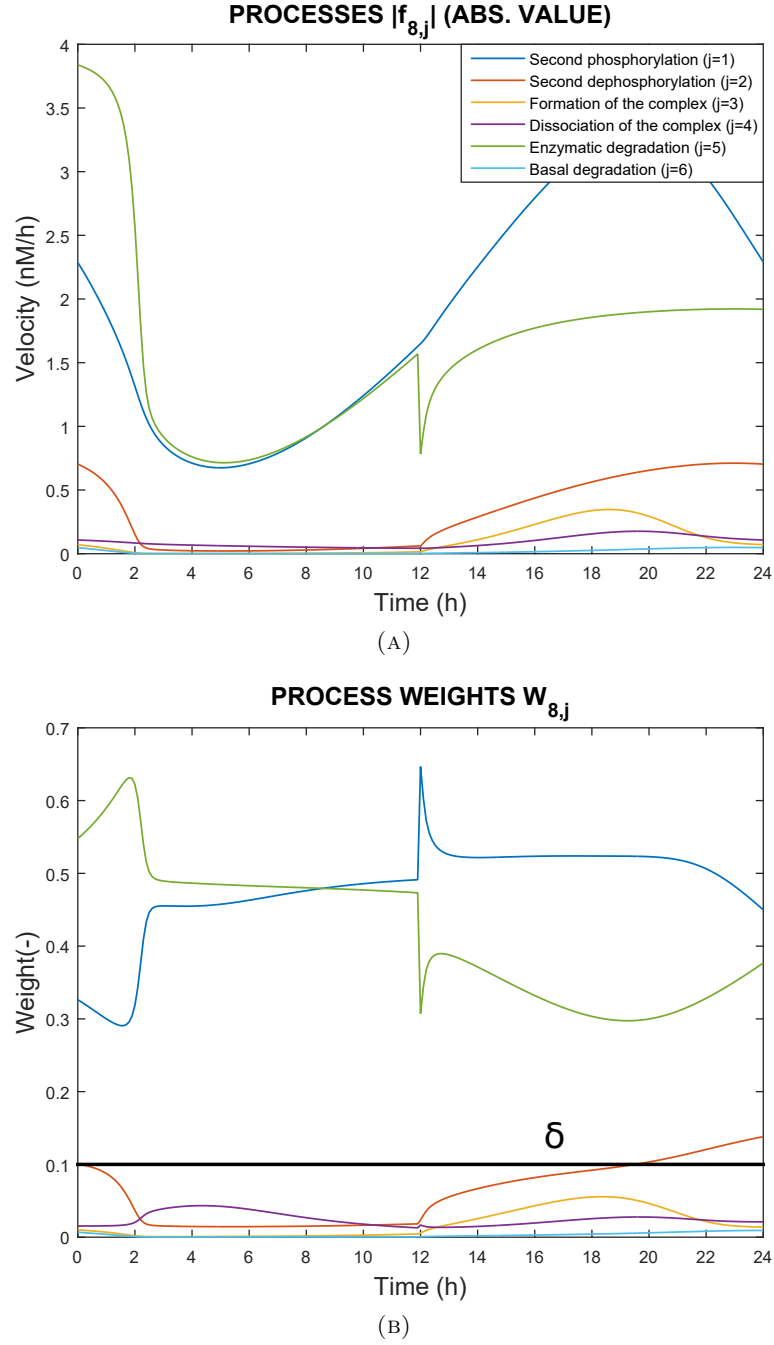 PROCESSES |f8,j| (ABS. VALUE)
Second phosphorylation (j=1)
Second dephosphorylation (j=2)
Formation of the complex (j=3)
Dissociation of the complex (j=4)
Enzymatic degradation (j=5)
Basal degradation (j=6)
Velocity (nM/h)
4
3.5
3
2.5
2
1.5
1
0.5
0
0 2 4 6 8 10 12 14 16 18 20 22 24
Time (h)
(A)
PROCESS WEIGHTS W8,j
Weight(-)
0.7
0.6
0.5
0.4
0.3
0.2
0.1
0
δ
0 2 4 6 8 10 12 14 16 18 20 22 24
Time (h)
(B)